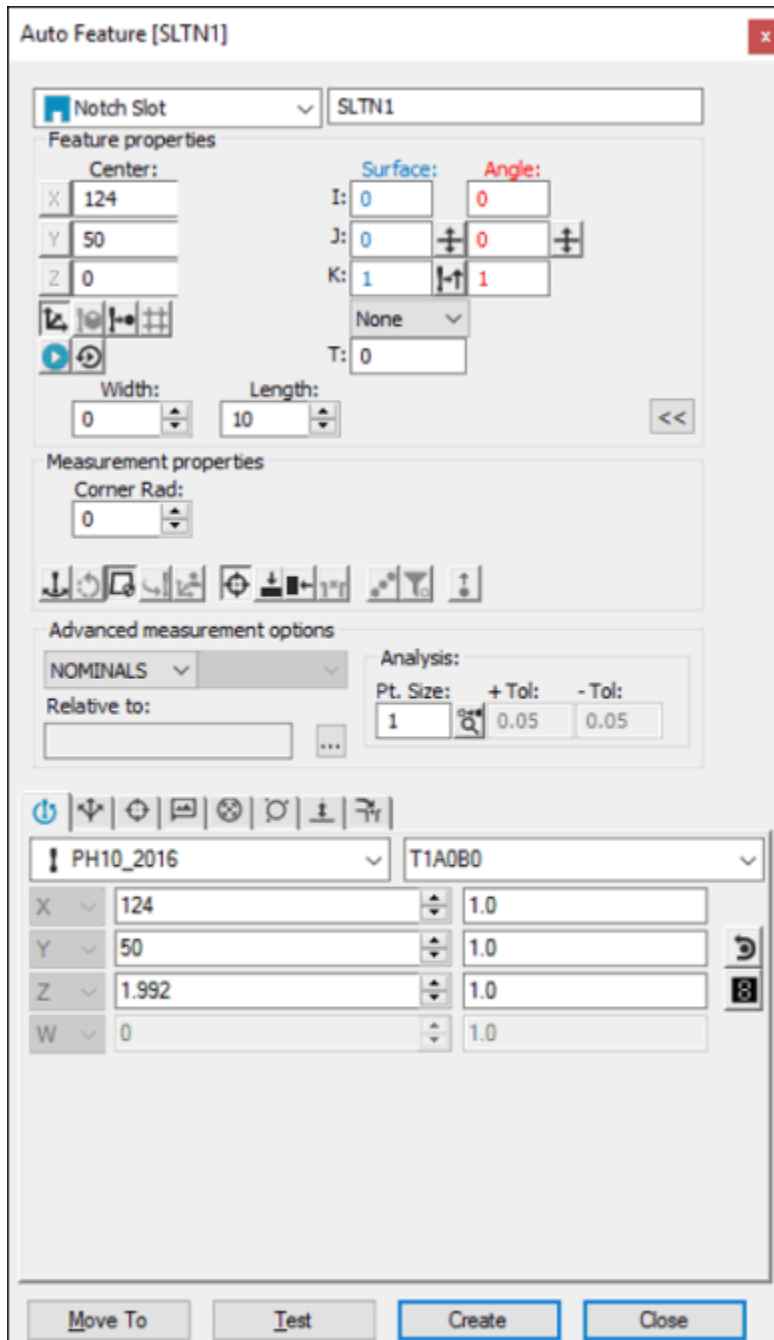 Auto Feature [SLTN1]
x
Notch Slot SLTN1
Feature properties
Center: Surface: Angle:
X 124 I: 0 0
Y 50 J: 0 0
Z 0 K: 1 1
None
T: 0
Width: Length:
0 10 <<
Measurement properties
Corner Rad:
0
Advanced measurement options
NOMINALS Analysis:
Pt. Size: + Tol: - Tol:
Relative to: 1 0.05 0.05
...
PH10_2016 T1A0B0
X 124 1.0
Y 50 1.0
Z 1.992 1.0
8
W 0 1.0
Move To Test Create Close